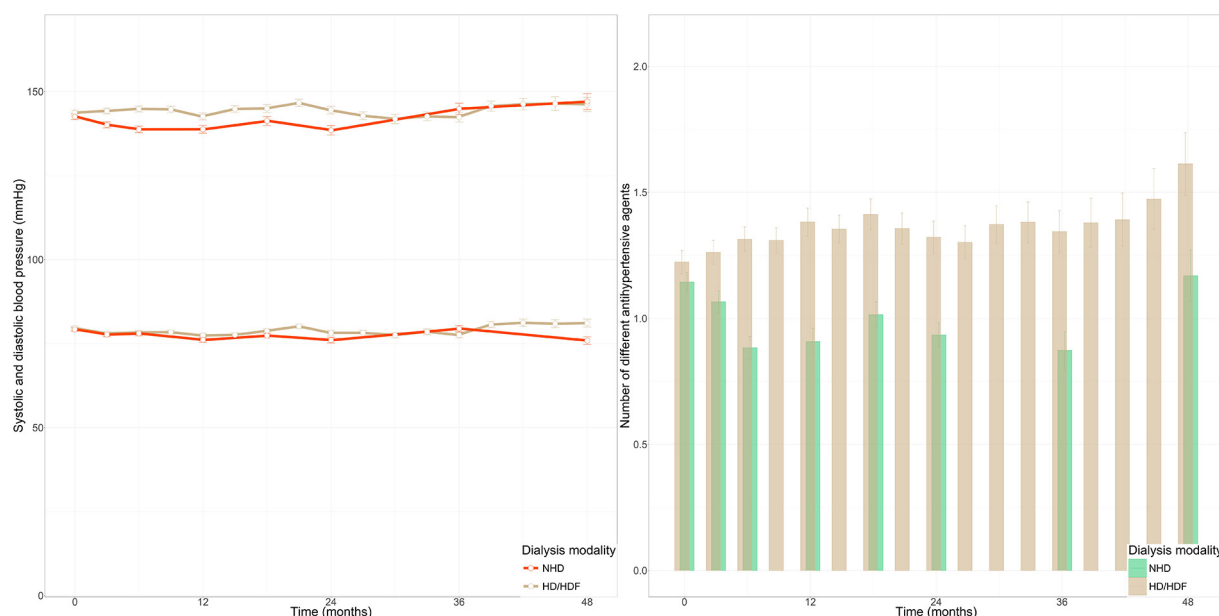 Systolic and diastolic blood pressure (mmHg)
150
100
50
0
0
12
24
36
48
Time (months)
Dialysis modality
NHD
HD/HDF
Number of different antihypertensive agents
2.0
1.5
1.0
0.5
0.0
0
12
24
36
48
Time (months)
Dialysis modality
NHD
HD/HDF